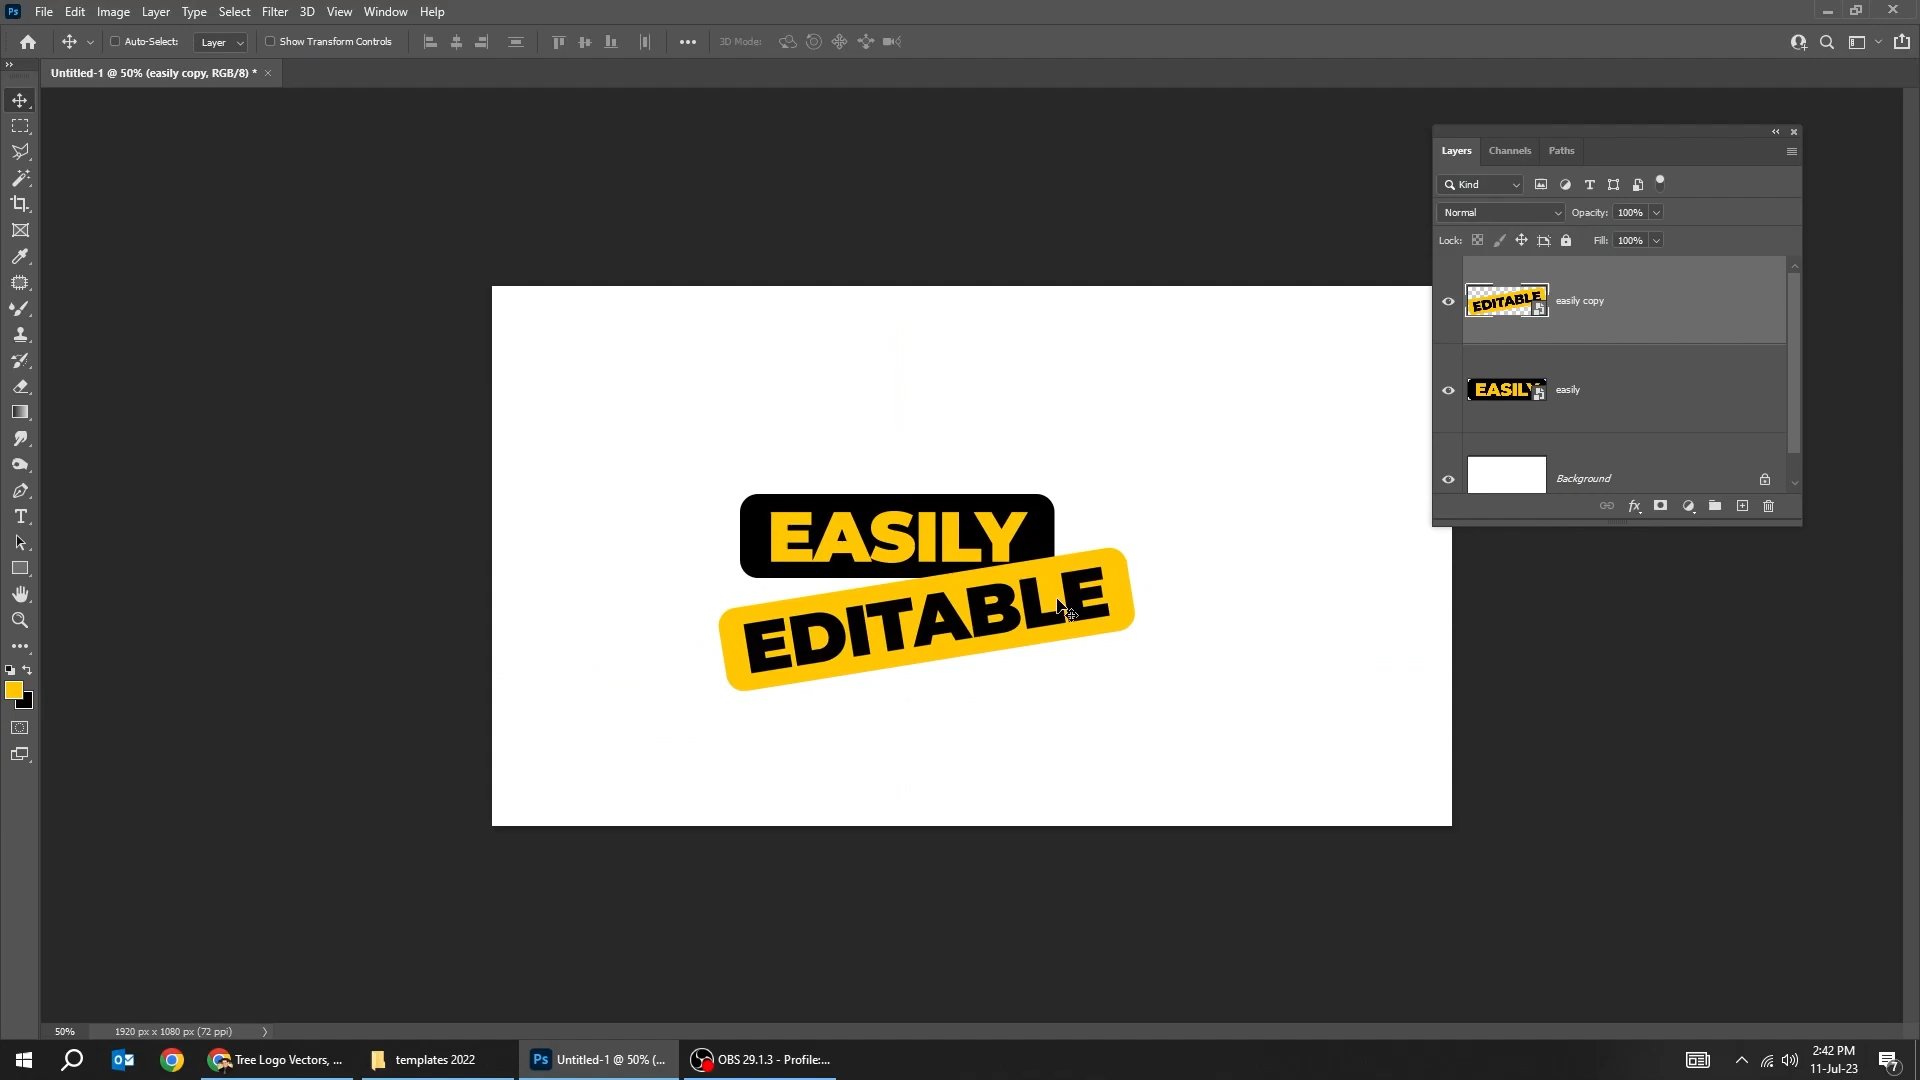 Ps File Edit Image Layer Type Select Filter 3D View Window Help
Auto-Select: Layer Show Transform Controls 3D Mode:
Untitled-1 @ 50% (easily copy, RGB/8) * ×
Layers Channels Paths
Kind
Normal Opacity: 100%
Lock: Fill: 100%
EDITABLE easily copy
EASILY easily
Background
EASILY
EDITABLE
50% 1920 px x 1080 px (72 ppi)
Tree Logo Vectors, ... templates 2022 Ps Untitled-1 @ 50% (... OBS 29.1.3 - Profile:...
2:42 PM
11-Jul-23
7